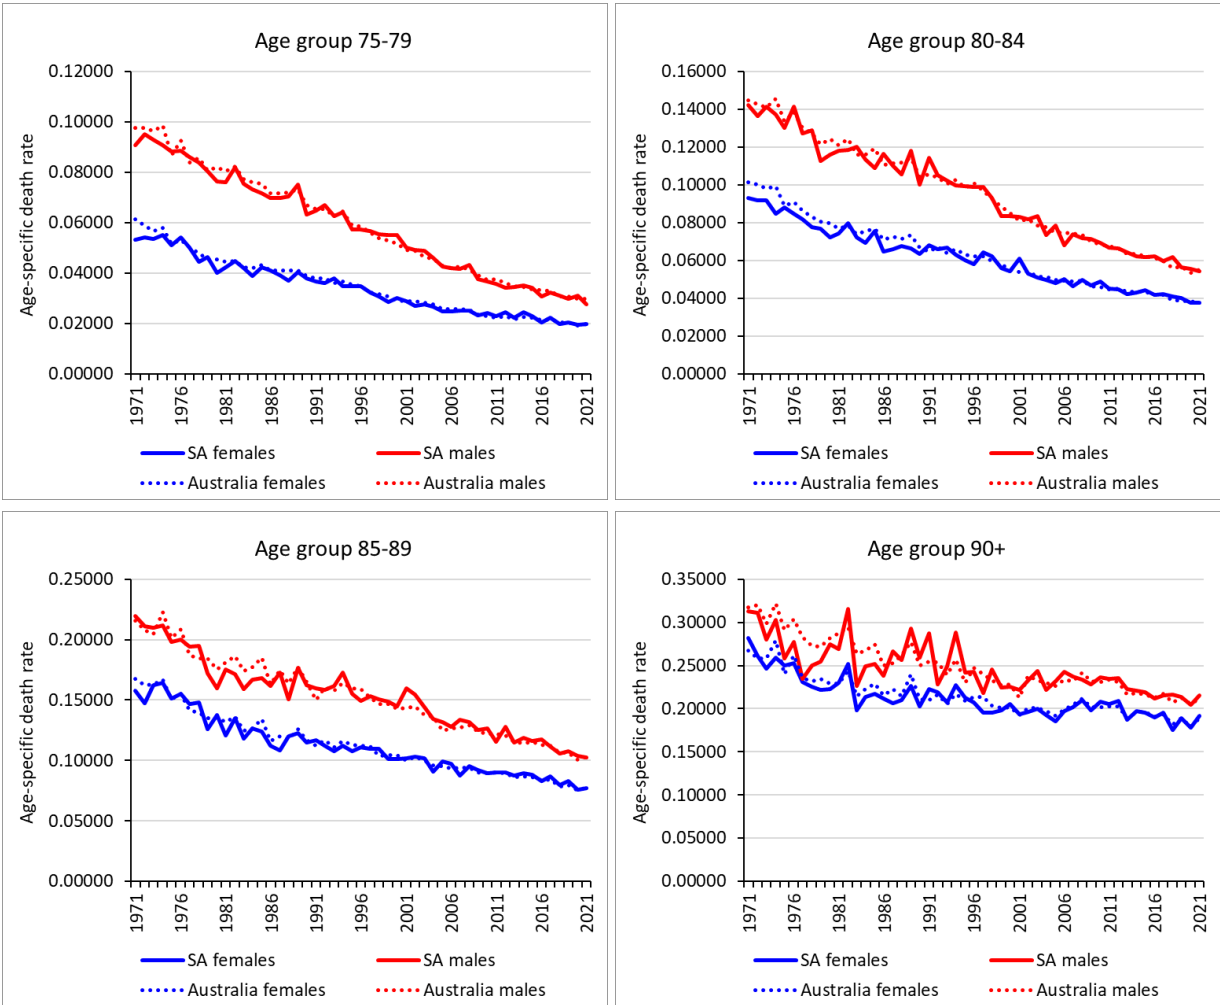 Age group 75-79
Age-specific death rate
0.12000
0.10000
0.08000
0.06000
0.04000
0.02000
0.00000
1971 1976 1981 1986 1991 1996 2001 2006 2011 2016 2021
SA females SA males
Australia females Australia males
Age group 80-84
Age-specific death rate
0.16000
0.14000
0.12000
0.10000
0.08000
0.06000
0.04000
0.02000
0.00000
1971 1976 1981 1986 1991 1996 2001 2006 2011 2016 2021
SA females SA males
Australia females Australia males
Age group 85-89
Age-specific death rate
0.25000
0.20000
0.15000
0.10000
0.05000
0.00000
1971 1976 1981 1986 1991 1996 2001 2006 2011 2016 2021
SA females SA males
Australia females Australia males
Age group 90+
Age-specific death rate
0.35000
0.30000
0.25000
0.20000
0.15000
0.10000
0.05000
0.00000
1971 1976 1981 1986 1991 1996 2001 2006 2011 2016 2021
SA females SA males
Australia females Australia males